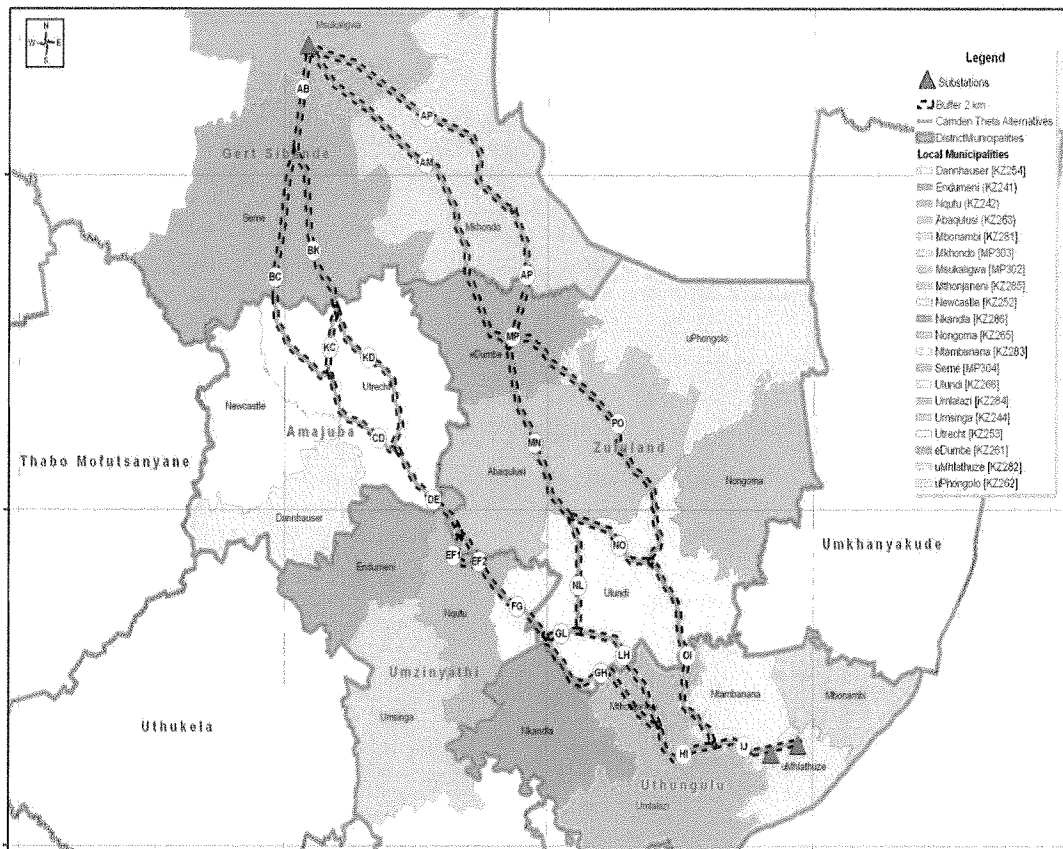 N
W E
S
Msukaligwa
AB
AP
AM
Gert Sibande
Seme
Mkhondo
BK
BC
AP
KC
KD
MP
eDumbe
uPhongolo
Utrecht
Newcastle
Amajuba
CD
PO
MN
Zululand
Abaqulusi
Thabo Mofutsanyane
Nongoma
DE
Dannhauser
EF1
EF2
NO
Umkhanyakude
Endumeni
NL
Ulundi
FG
Nqutu
GL
LH
OI
GH
Umzinyathi
Ntambanana
Mbonambi
Uthukela
Umsinga
Nkandla
HI
IJ
uMhlathuze
Uthungulu
Umlalazi
Legend
Substations
Buffer 2 km
Camden Theta Alternatives
DistrictMunicipalities
Local Municipalities
Dannhauser [KZ254]
Endumeni [KZ241]
Nqutu [KZ242]
Abaqulusi [KZ263]
Mbonambi [KZ281]
Mkhondo [MP303]
Msukaligwa [MP302]
Mthonjaneni [KZ285]
Newcastle [KZ252]
Nkandla [KZ286]
Nongoma [KZ265]
Ntambanana [KZ283]
Seme [MP304]
Ulundi [KZ266]
Umlalazi [KZ284]
Umsinga [KZ244]
Utrecht [KZ253]
eDumbe [KZ261]
uMhlathuze [KZ282]
uPhongolo [KZ262]